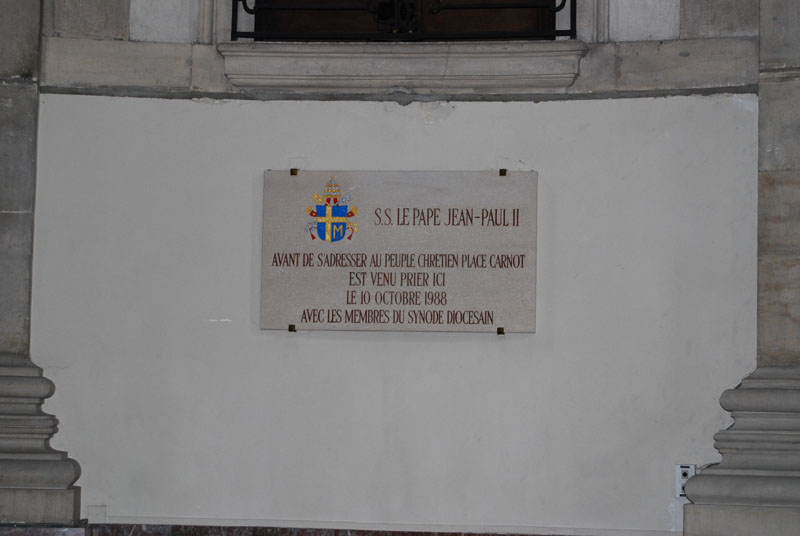 S.S. LE PAPE JEAN-PAUL II
M
AVANT DE S'ADRESSER AU PEUPLE CHRETIEN PLACE CARNOT
EST VENU PRIER ICI
LE 10 OCTOBRE 1988
AVEC LES MEMBRES DU SYNODE DIOCESAIN